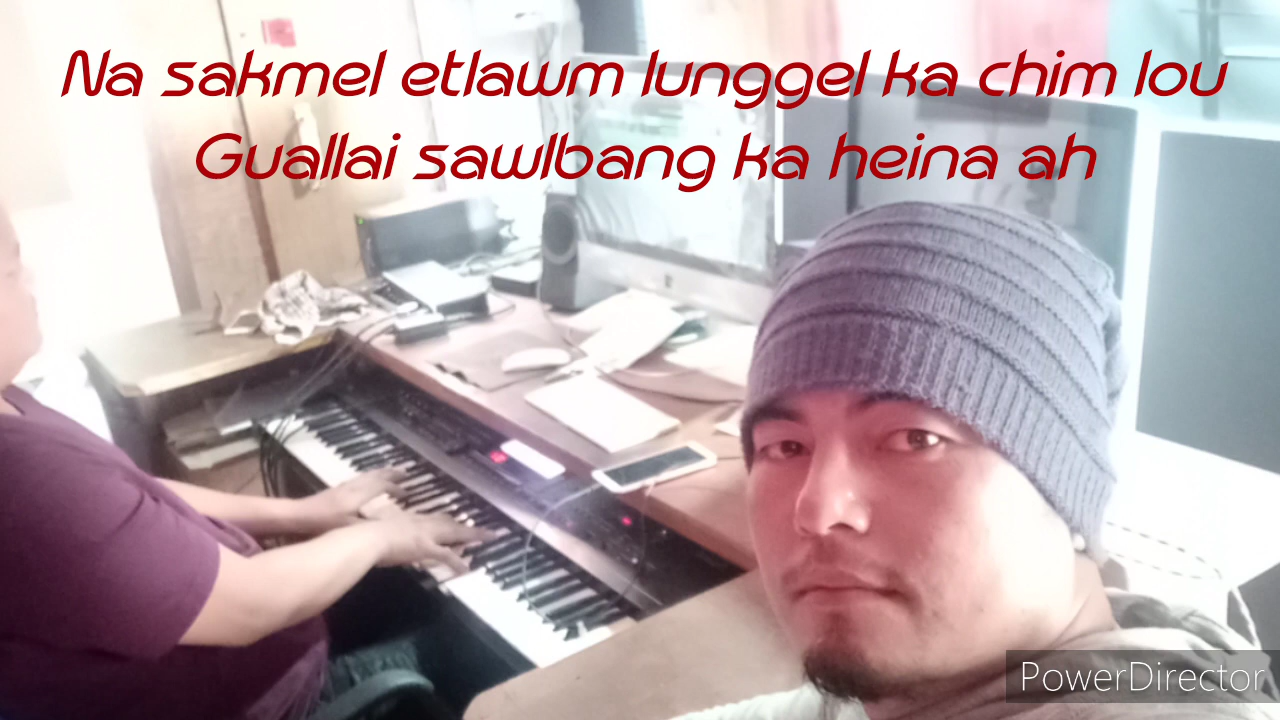 Na sakmel etlawm lunggel ka chim lou
Guallai sawlbang ka heina ah
PowerDirector